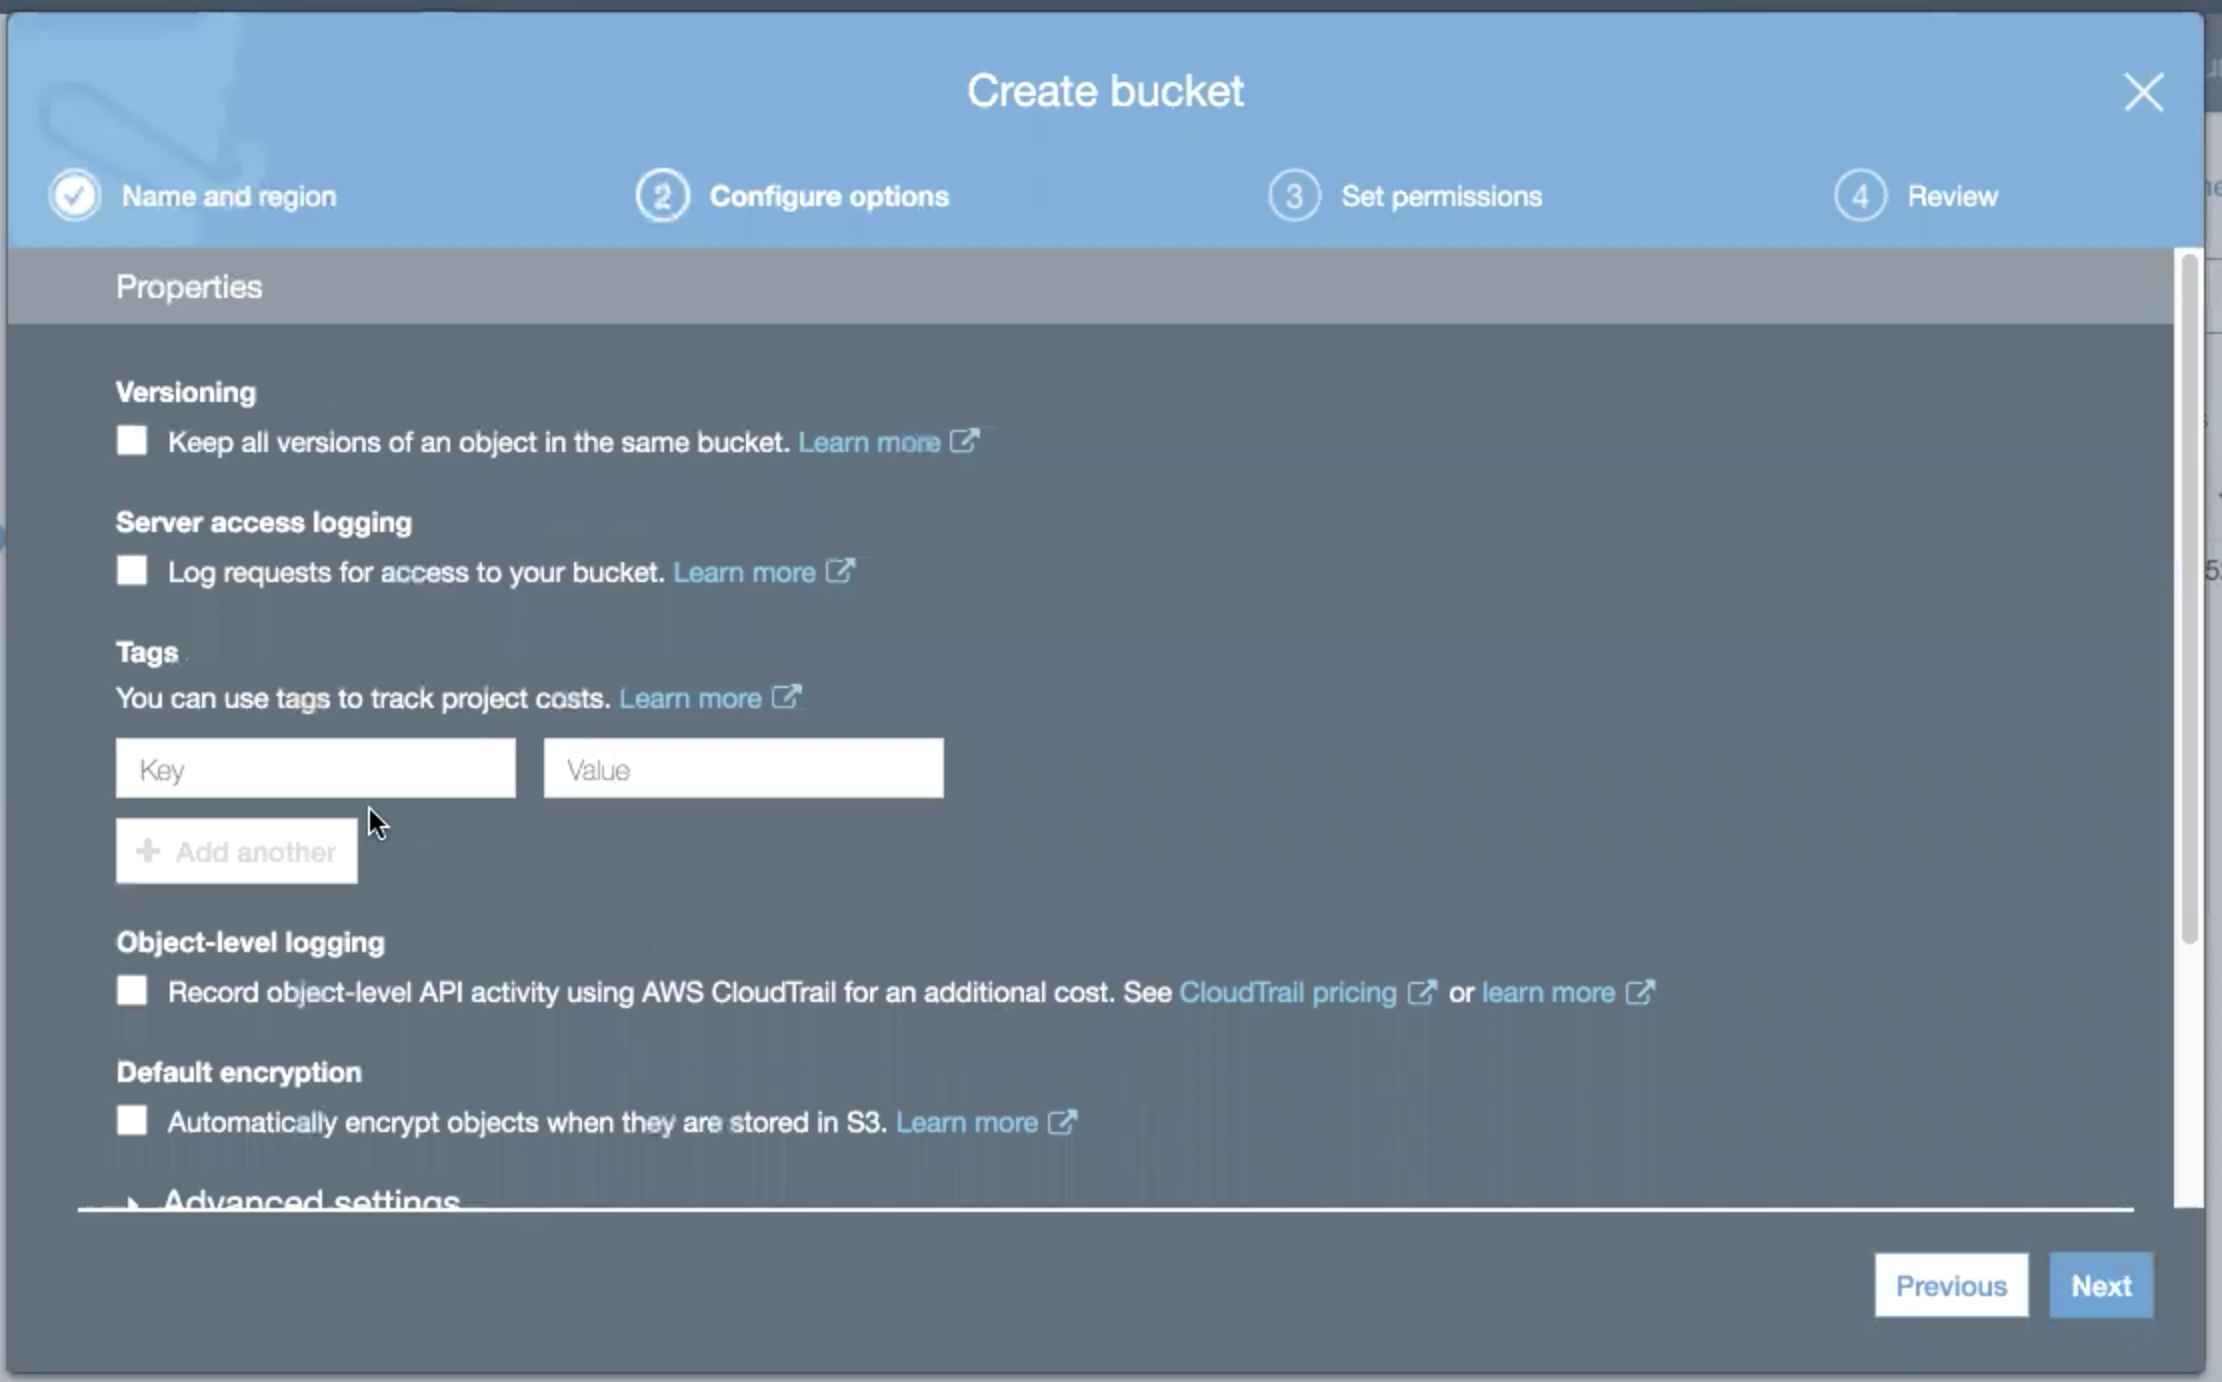 Create bucket
Name and region
2 Configure options
3 Set permissions
4 Review
Properties
Versioning
Keep all versions of an object in the same bucket. Learn more
Server access logging
Log requests for access to your bucket. Learn more
Tags
You can use tags to track project costs. Learn more
Key Value
+ Add another
Object-level logging
Record object-level API activity using AWS CloudTrail for an additional cost. See CloudTrail pricing or learn more
Default encryption
Automatically encrypt objects when they are stored in S3. Learn more
Advanced settings
Previous Next